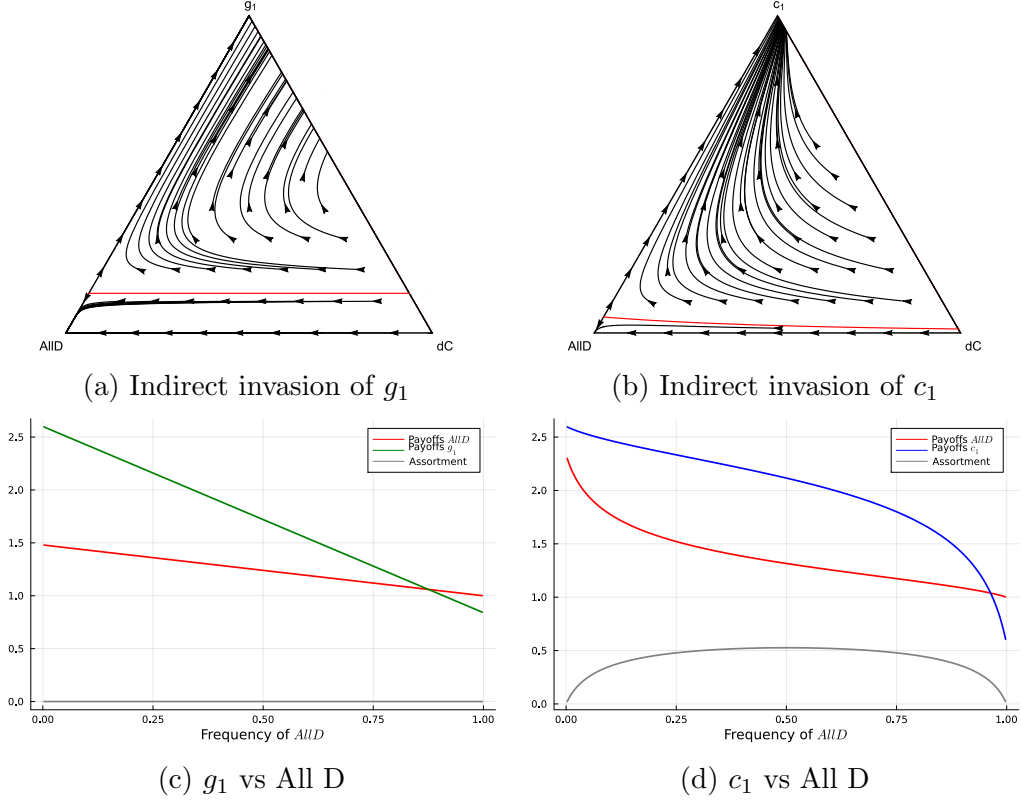 g1
c1
AllD
dC
AllD
dC
(a) Indirect invasion of g1
(b) Indirect invasion of c1
2.5
2.0
1.5
1.0
0.5
0.0
Payoffs AllD
Payoffs g1
Assortment
0.00
0.25
0.50
0.75
1.00
Frequency of AllD
2.5
2.0
1.5
1.0
0.5
0.0
Payoffs AllD
Payoffs c1
Assortment
0.00
0.25
0.50
0.75
1.00
Frequency of AllD
(c) g1 vs All D
(d) c1 vs All D